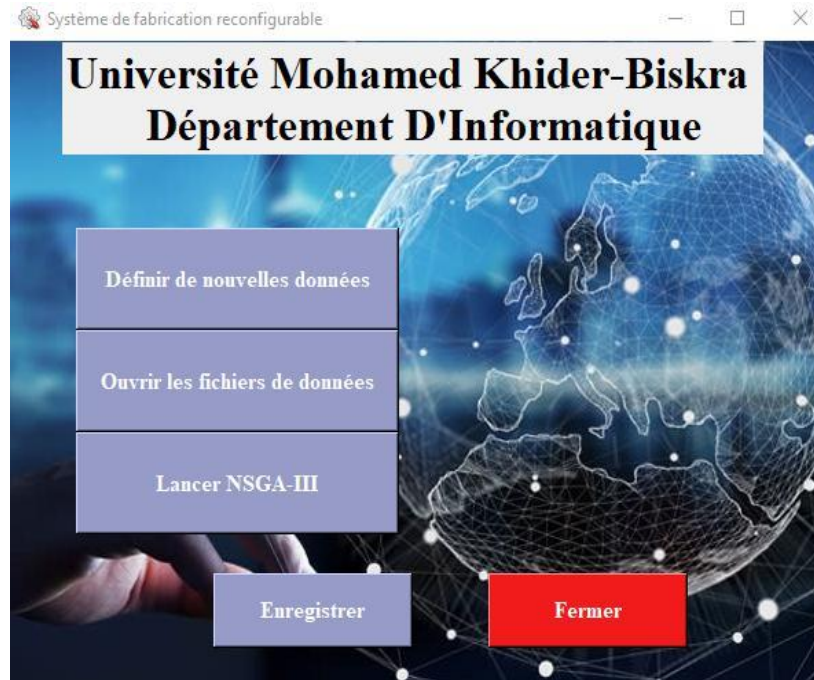 Système de fabrication reconfigurable
Université Mohamed Khider-Biskra
Département D'Informatique
Définir de nouvelles données
Ouvrir les fichiers de données
Lancer NSGA-III
Enregistrer
Fermer